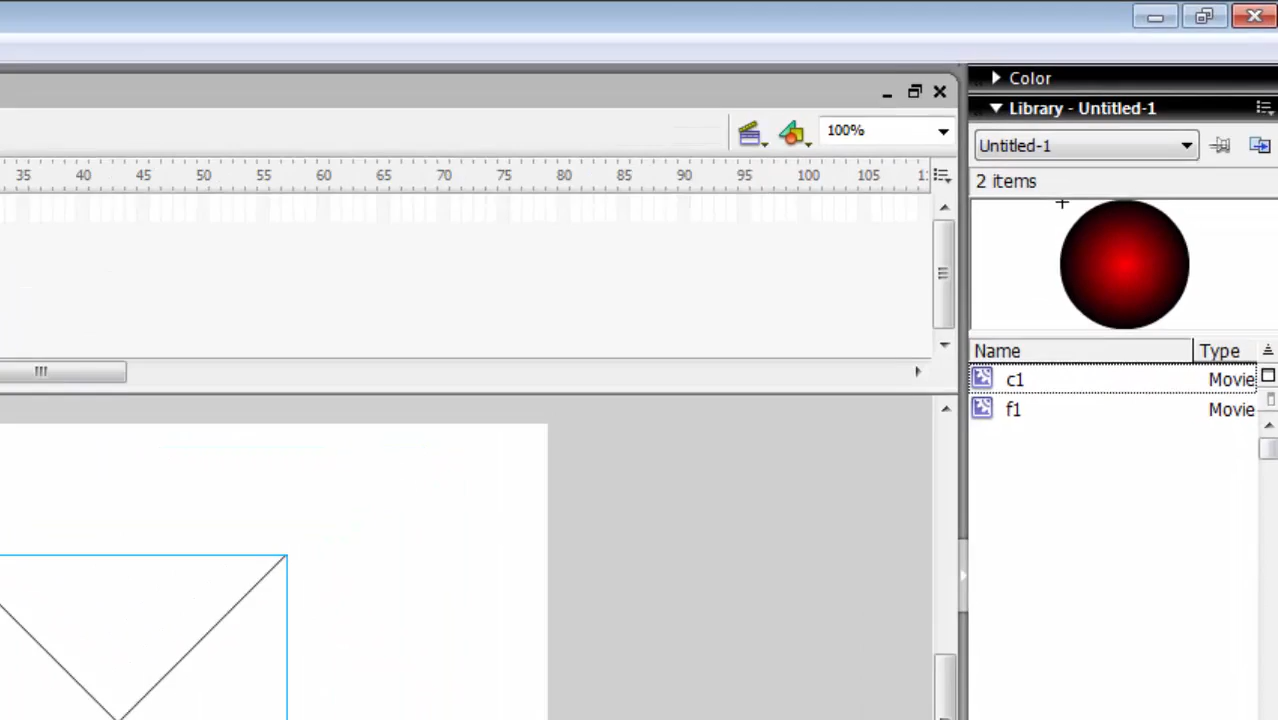 Color
Library - Untitled-1
100%
Untitled-1
35 40 45 50 55 60 65 70 75 80 85 90 95 100 105
2 items
Name Type
c1 Movie
f1 Movie